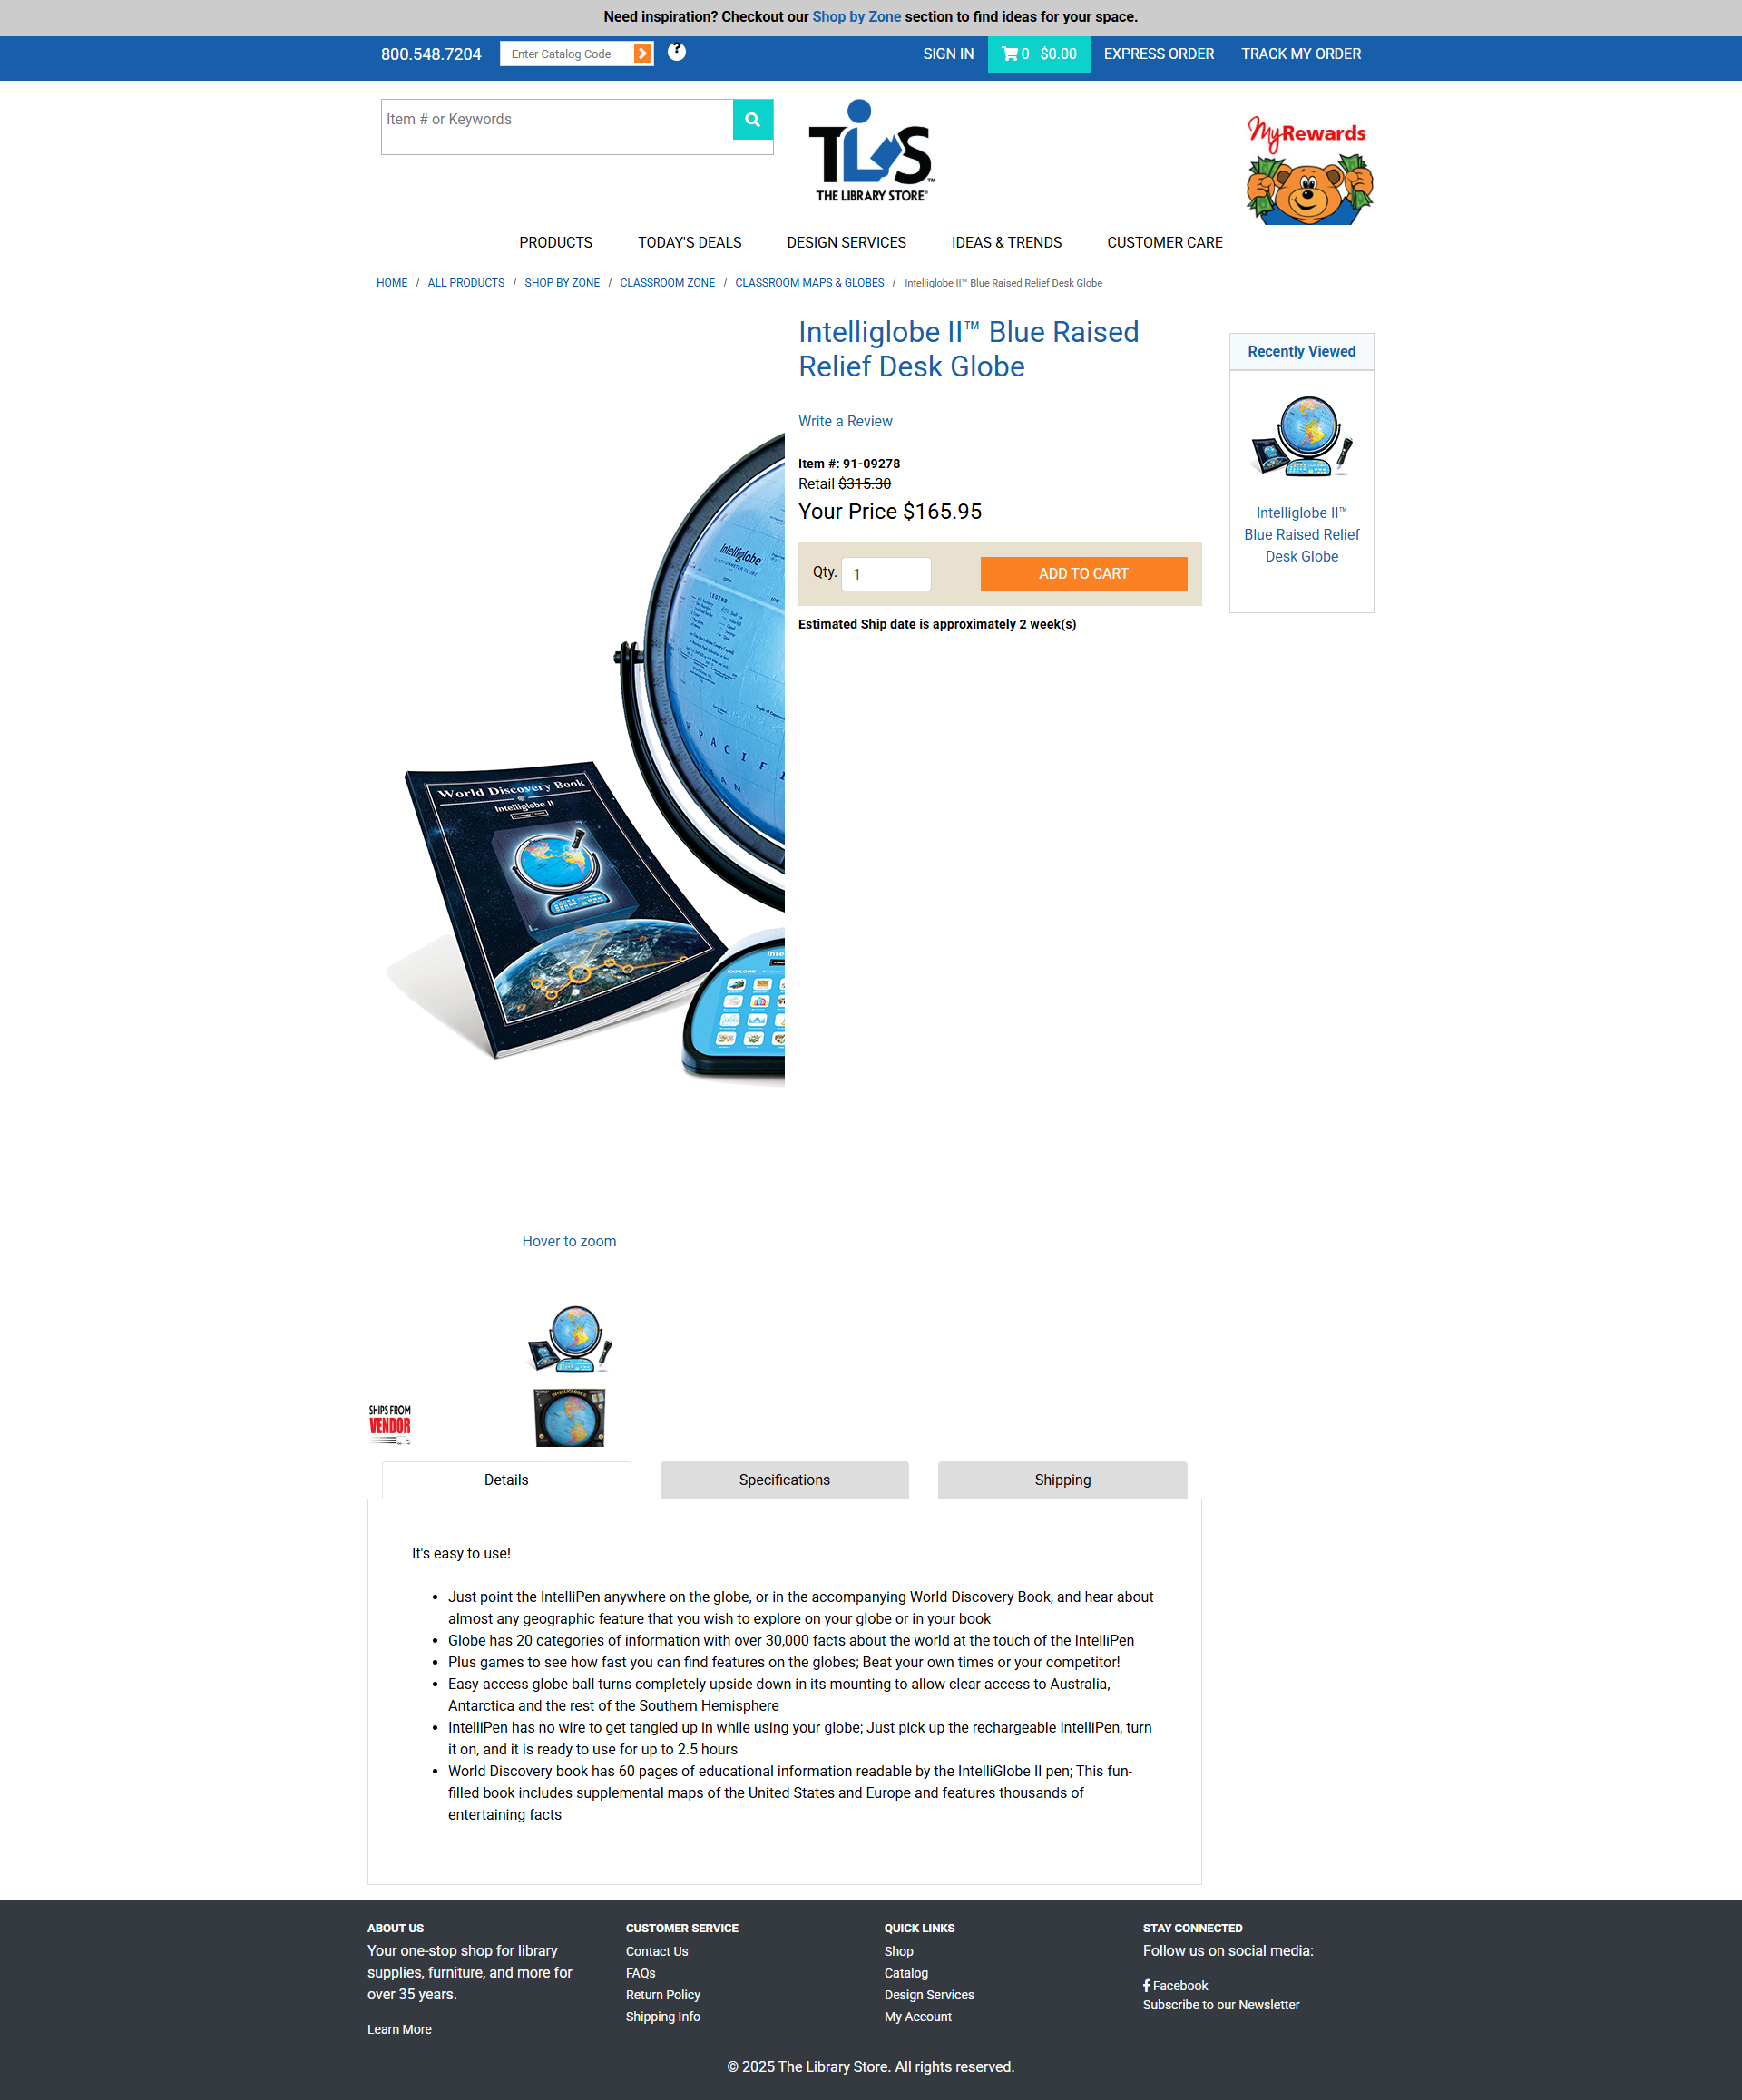 Need inspiration? Checkout our Shop by Zone section to find ideas for your space.
800.548.7204
Enter Catalog Code
?
SIGN IN
0 $0.00
EXPRESS ORDER
TRACK MY ORDER
Item # or Keywords
TLS™
THE LIBRARY STORE®
MyRewards
PRODUCTS
TODAY'S DEALS
DESIGN SERVICES
IDEAS & TRENDS
CUSTOMER CARE
HOME / ALL PRODUCTS / SHOP BY ZONE / CLASSROOM ZONE / CLASSROOM MAPS & GLOBES / Intelliglobe II™ Blue Raised Relief Desk Globe
Intelliglobe
LEGEND
PACIFI
World Discovery Book
Intelliglobe II
EXPLORE
Intelliglobe II™ Blue Raised
Relief Desk Globe
Write a Review
Item #: 91-09278
Retail $315.30
Your Price $165.95
Qty. 1
ADD TO CART
Estimated Ship date is approximately 2 week(s)
Recently Viewed
Intelliglobe II™
Blue Raised Relief
Desk Globe
Hover to zoom
SHIPS FROM
VENDOR
Details
Specifications
Shipping
It's easy to use!
• Just point the IntelliPen anywhere on the globe, or in the accompanying World Discovery Book, and hear about
almost any geographic feature that you wish to explore on your globe or in your book
• Globe has 20 categories of information with over 30,000 facts about the world at the touch of the IntelliPen
• Plus games to see how fast you can find features on the globes; Beat your own times or your competitor!
• Easy-access globe ball turns completely upside down in its mounting to allow clear access to Australia,
Antarctica and the rest of the Southern Hemisphere
• IntelliPen has no wire to get tangled up in while using your globe; Just pick up the rechargeable IntelliPen, turn
it on, and it is ready to use for up to 2.5 hours
• World Discovery book has 60 pages of educational information readable by the IntelliGlobe II pen; This fun-
filled book includes supplemental maps of the United States and Europe and features thousands of
entertaining facts
ABOUT US
Your one-stop shop for library
supplies, furniture, and more for
over 35 years.
Learn More
CUSTOMER SERVICE
Contact Us
FAQs
Return Policy
Shipping Info
QUICK LINKS
Shop
Catalog
Design Services
My Account
STAY CONNECTED
Follow us on social media:
Facebook
Subscribe to our Newsletter
© 2025 The Library Store. All rights reserved.